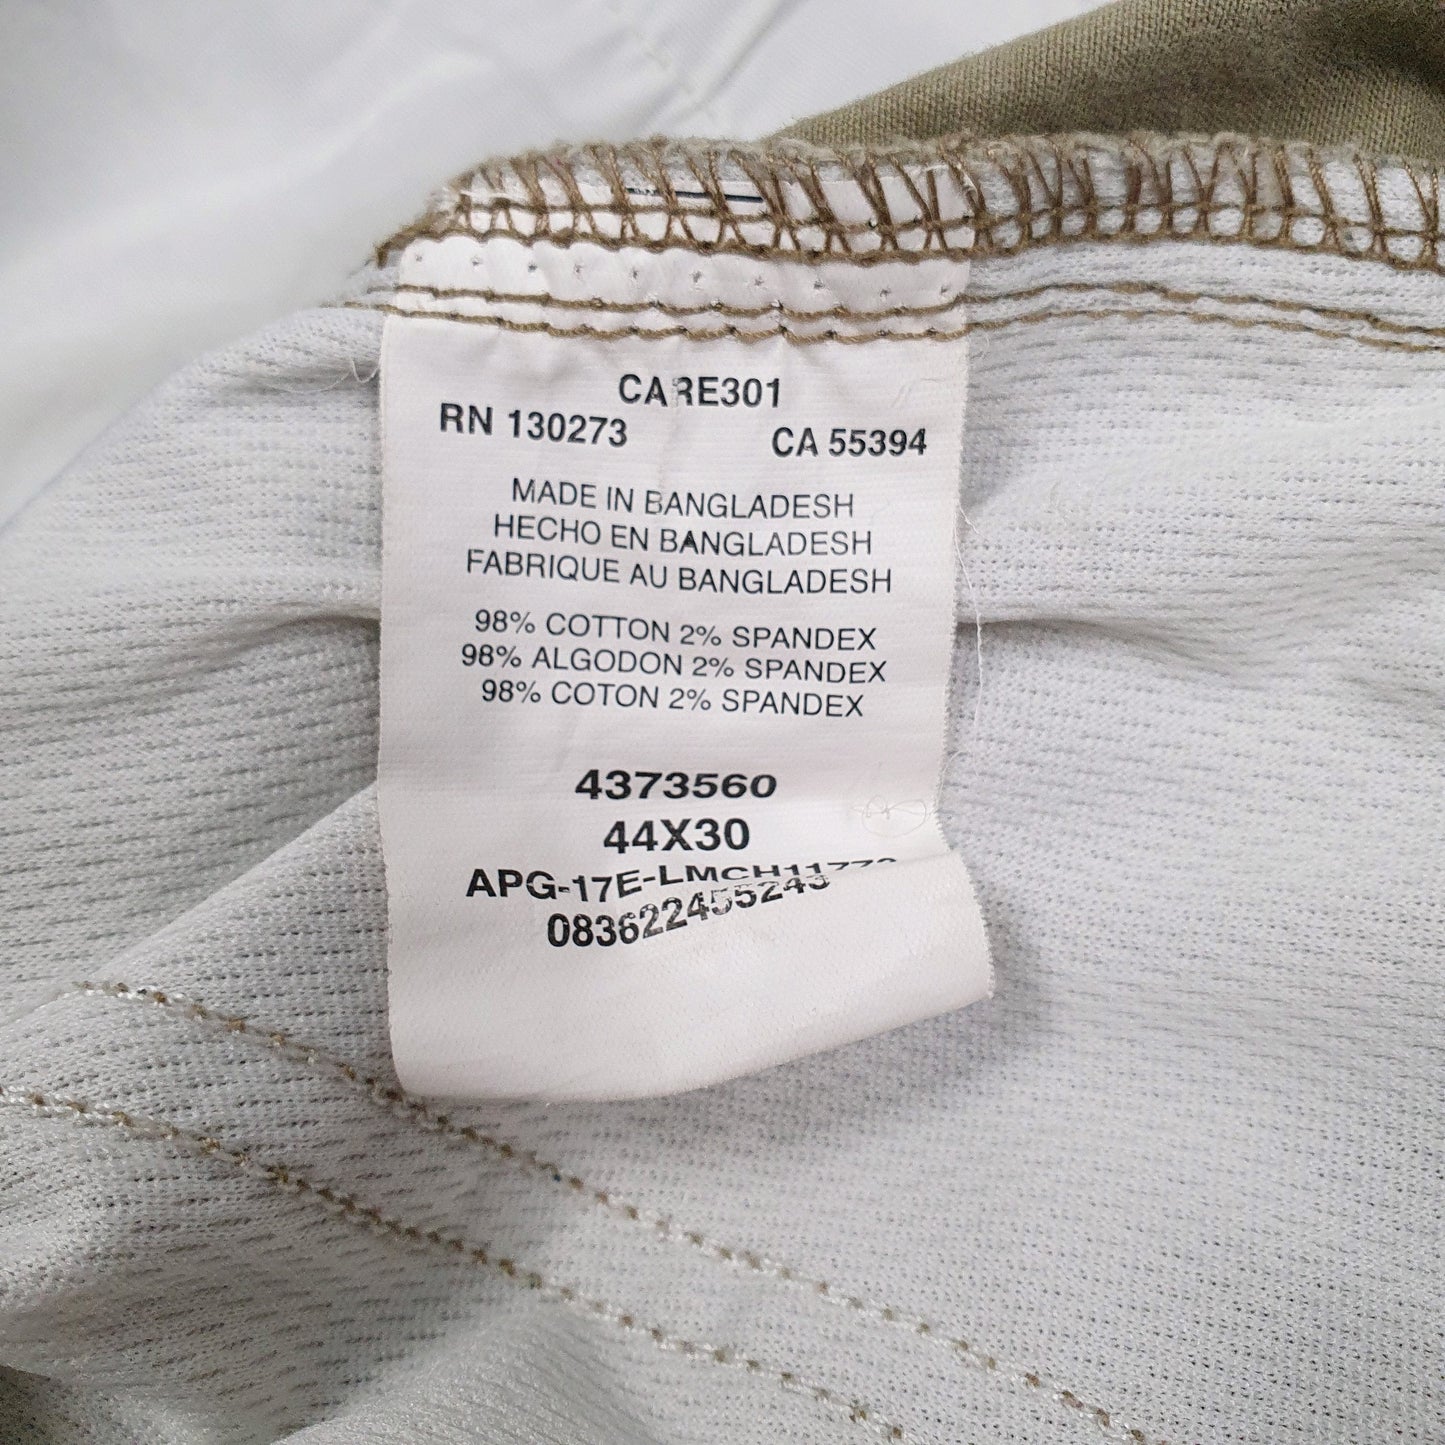 CARE301
RN 130273 CA 55394
MADE IN BANGLADESH
HECHO EN BANGLADESH
FABRIQUE AU BANGLADESH
98% COTTON 2% SPANDEX
98% ALGODON 2% SPANDEX
98% COTON 2% SPANDEX
4373560
44X30
083622455243